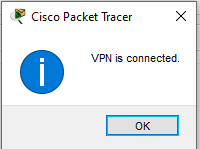 Cisco Packet Tracer
VPN is connected.
OK